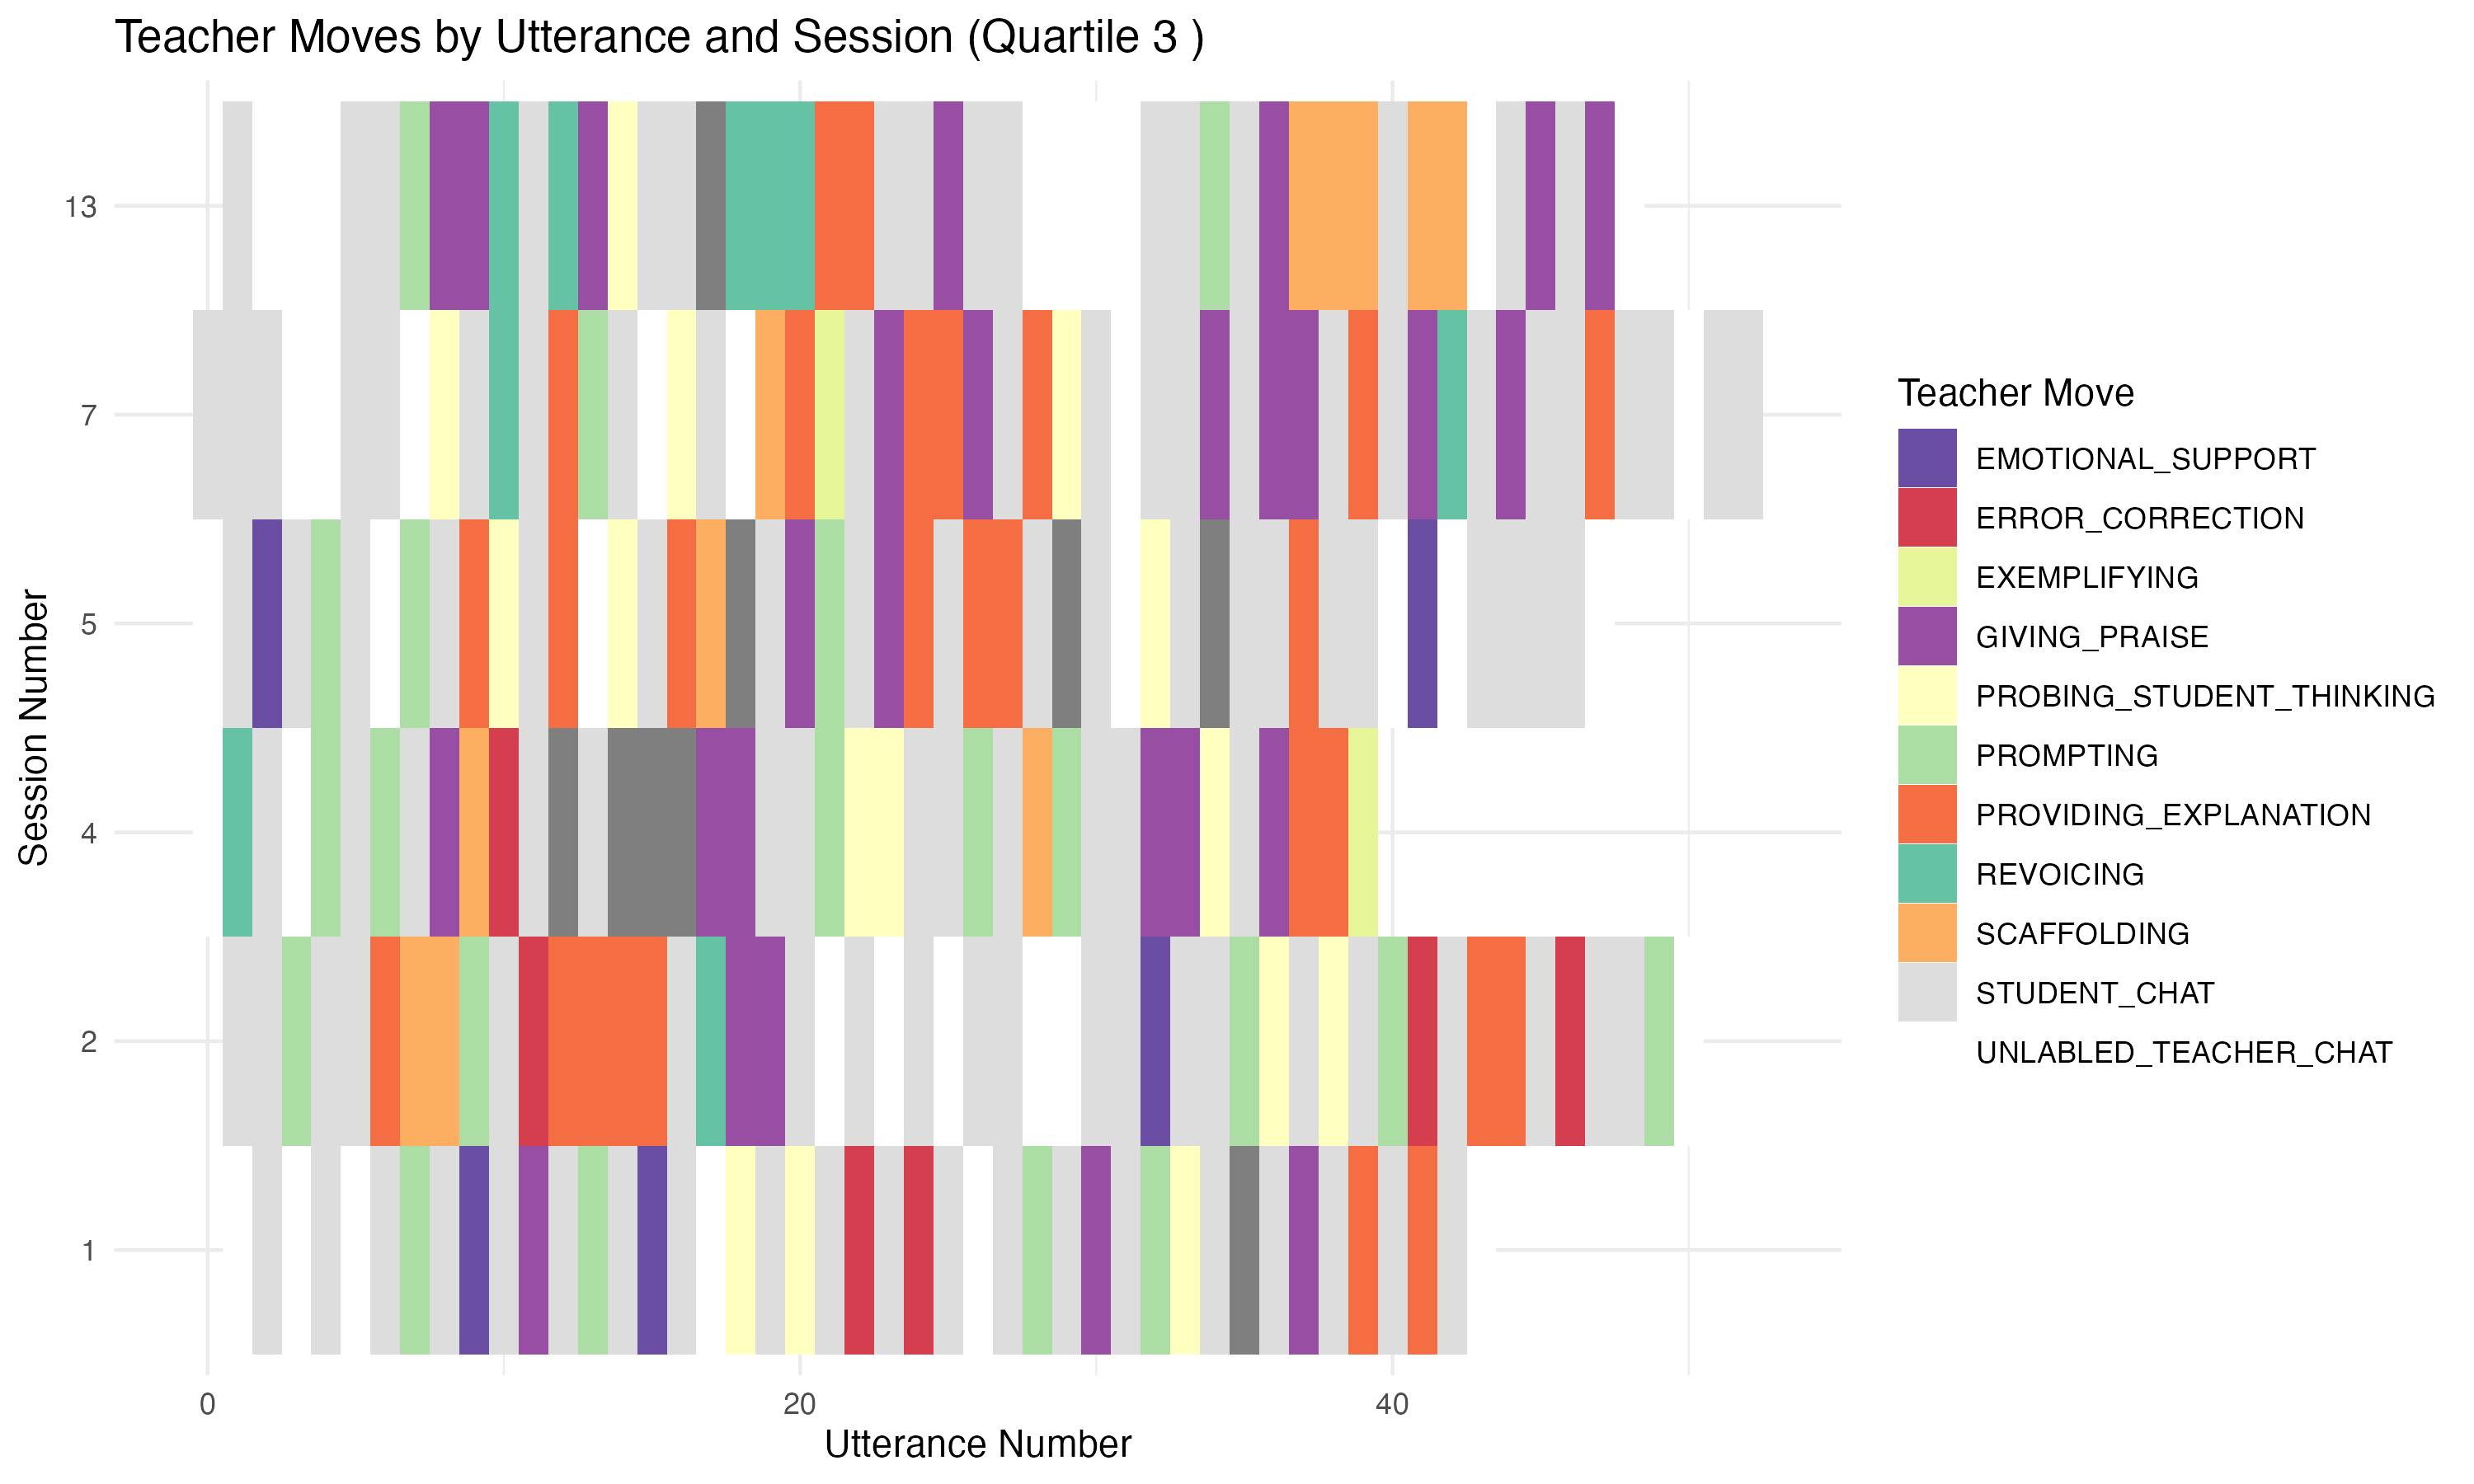 Teacher Moves by Utterance and Session (Quartile 3 )
13
7
5
4
2
1
Session Number
0
20
40
Utterance Number
Teacher Move
EMOTIONAL_SUPPORT
ERROR_CORRECTION
EXEMPLIFYING
GIVING_PRAISE
PROBING_STUDENT_THINKING
PROMPTING
PROVIDING_EXPLANATION
REVOICING
SCAFFOLDING
STUDENT_CHAT
UNLABLED_TEACHER_CHAT